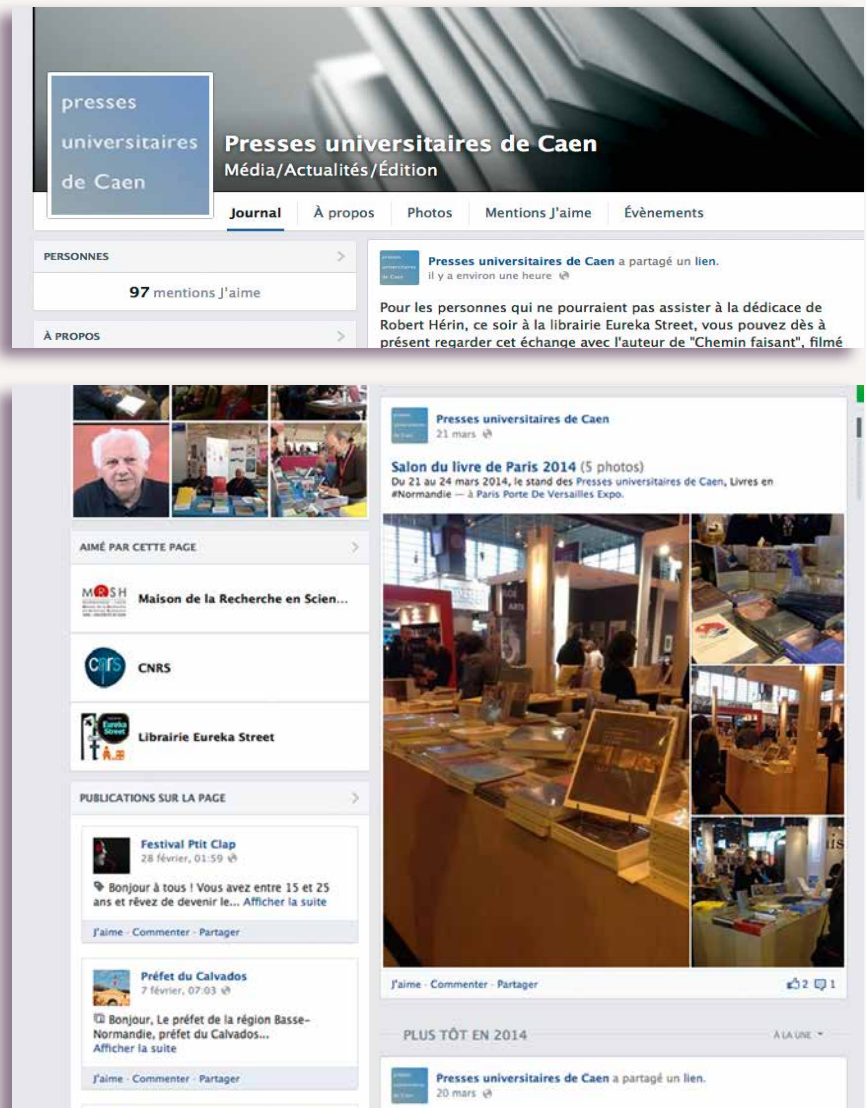 presses
universitaires
de Caen
Presses universitaires de Caen
Média/Actualités/Édition
Journal
À propos
Photos
Mentions J'aime
Évènements
PERSONNES
97 mentions J'aime
À PROPOS
Presses universitaires de Caen a partagé un lien.
il y a environ une heure
Pour les personnes qui ne pourraient pas assister à la dédicace de
Robert Hérin, ce soir à la librairie Eureka Street, vous pouvez dès à
présent regarder cet échange avec l'auteur de "Chemin faisant", filmé
AIMÉ PAR CETTE PAGE
MRSH
Maison de la Recherche en Scien...
cnrs
CNRS
Eureka
Street
Librairie Eureka Street
PUBLICATIONS SUR LA PAGE
Festival Ptit Clap
28 février, 01:59
Bonjour à tous ! Vous avez entre 15 et 25
ans et rêvez de devenir le... Afficher la suite
J'aime · Commenter · Partager
Préfet du Calvados
7 février, 07:03
Bonjour, Le préfet de la région Basse-
Normandie, préfet du Calvados...
Afficher la suite
J'aime · Commenter · Partager
Presses universitaires de Caen
21 mars
Salon du livre de Paris 2014 (5 photos)
Du 21 au 24 mars 2014, le stand des Presses universitaires de Caen, Livres en
#Normandie — à Paris Porte De Versailles Expo.
ARTE
J'aime · Commenter · Partager
2 1
PLUS TÔT EN 2014
À LA UNE
Presses universitaires de Caen a partagé un lien.
20 mars